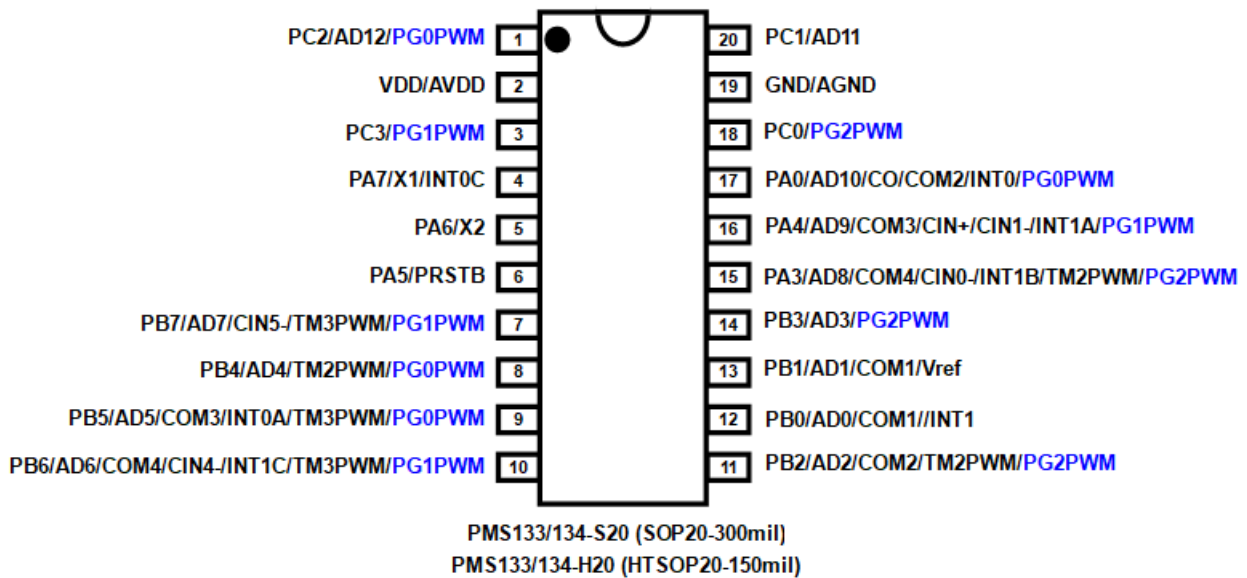 PC2/AD12/PG0PWM 1 20 PC1/AD11
VDD/AVDD 2 19 GND/AGND
PC3/PG1PWM 3 18 PC0/PG2PWM
PA7/X1/INT0C 4 17 PA0/AD10/CO/COM2/INT0/PG0PWM
PA6/X2 5 16 PA4/AD9/COM3/CIN+/CIN1-/INT1A/PG1PWM
PA5/PRSTB 6 15 PA3/AD8/COM4/CIN0-/INT1B/TM2PWM/PG2PWM
PB7/AD7/CIN5-/TM3PWM/PG1PWM 7 14 PB3/AD3/PG2PWM
PB4/AD4/TM2PWM/PG0PWM 8 13 PB1/AD1/COM1/Vref
PB5/AD5/COM3/INT0A/TM3PWM/PG0PWM 9 12 PB0/AD0/COM1//INT1
PB6/AD6/COM4/CIN4-/INT1C/TM3PWM/PG1PWM 10 11 PB2/AD2/COM2/TM2PWM/PG2PWM
PMS133/134-S20 (SOP20-300mil)
PMS133/134-H20 (HTSOP20-150mil)